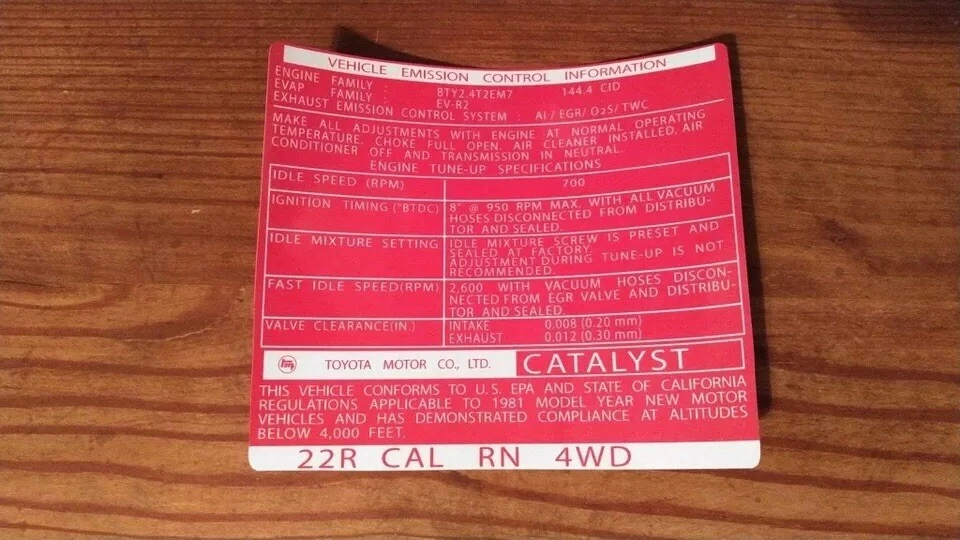 VEHICLE EMISSION CONTROL INFORMATION
ENGINE FAMILY : BTY2.4T2EM7 144.4 CID
EVAP FAMILY : EV-R2
EXHAUST EMISSION CONTROL SYSTEM : AI / EGR/ O2S/ TWC
MAKE ALL ADJUSTMENTS WITH ENGINE AT NORMAL OPERATING
TEMPERATURE. CHOKE FULL OPEN. AIR CLEANER INSTALLED, AIR
CONDITIONER OFF AND TRANSMISSION IN NEUTRAL.
ENGINE TUNE-UP SPECIFICATIONS
IDLE SPEED (RPM) 700
IGNITION TIMING (°BTDC) 8° @ 950 RPM MAX. WITH ALL VACUUM
HOSES DISCONNECTED FROM DISTRIBU-
TOR AND SEALED.
IDLE MIXTURE SETTING IDLE MIXTURE SCREW IS PRESET AND
SEALED AT FACTORY.
ADJUSTMENT DURING TUNE-UP IS NOT
RECOMMENDED.
FAST IDLE SPEED(RPM) 2,600 WITH VACUUM HOSES DISCON-
NECTED FROM EGR VALVE AND DISTRIBU-
TOR AND SEALED.
VALVE CLEARANCE(IN.) INTAKE 0.008 (0.20 mm)
EXHAUST 0.012 (0.30 mm)
TOYOTA MOTOR CO., LTD. CATALYST
THIS VEHICLE CONFORMS TO U.S. EPA AND STATE OF CALIFORNIA
REGULATIONS APPLICABLE TO 1981 MODEL YEAR NEW MOTOR
VEHICLES AND HAS DEMONSTRATED COMPLIANCE AT ALTITUDES
BELOW 4,000 FEET.
22R CAL RN 4WD